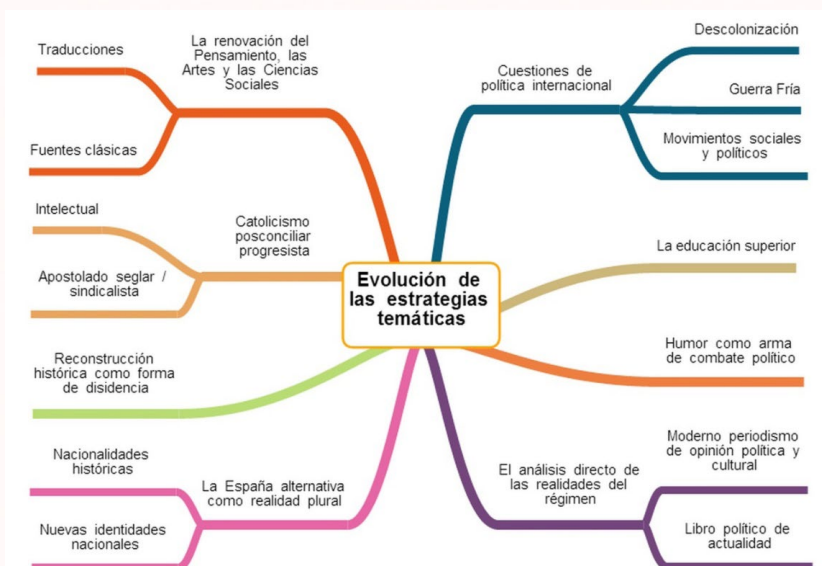 Traducciones
La renovación del
Pensamiento, las
Artes y las Ciencias
Sociales
Fuentes clásicas
Intelectual
Catolicismo
posconciliar
progresista
Apostolado seglar /
sindicalista
Reconstrucción
histórica como forma
de disidencia
Nacionalidades
históricas
La España alternativa
como realidad plural
Nuevas identidades
nacionales
Evolución de
las estrategias
temáticas
Descolonización
Cuestiones de
política internacional
Guerra Fría
Movimientos sociales
y políticos
La educación superior
Humor como arma
de combate político
Moderno periodismo
de opinión política y
cultural
El análisis directo de
las realidades del
régimen
Libro político de
actualidad